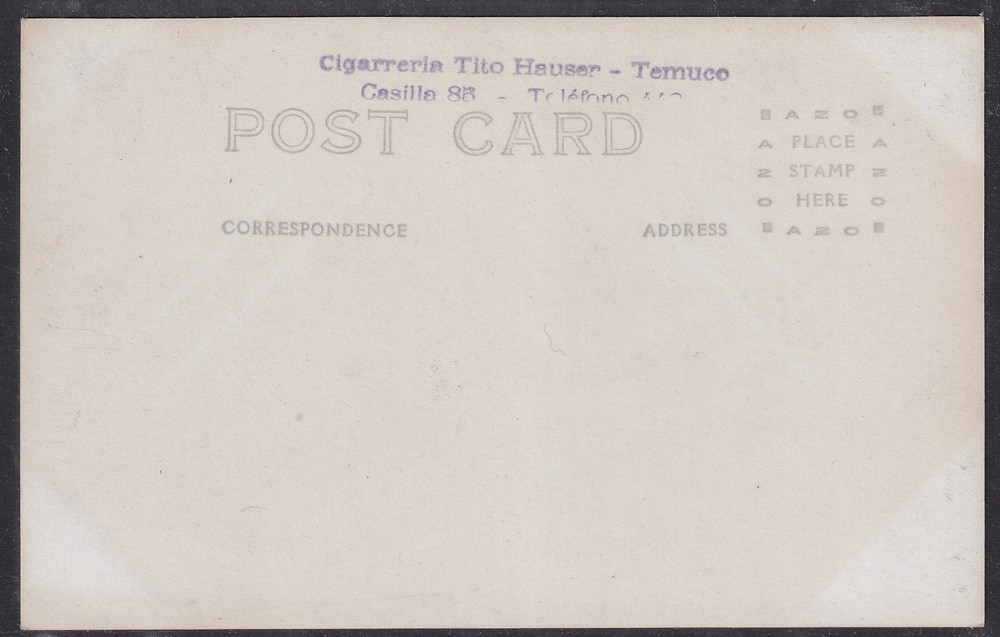 Cigarreria Tito Hauser - Temuco
Casilla 85 - Teléfono
POST CARD
AZO
A PLACE A
Z STAMP Z
O HERE O
AZO
CORRESPONDENCE
ADDRESS